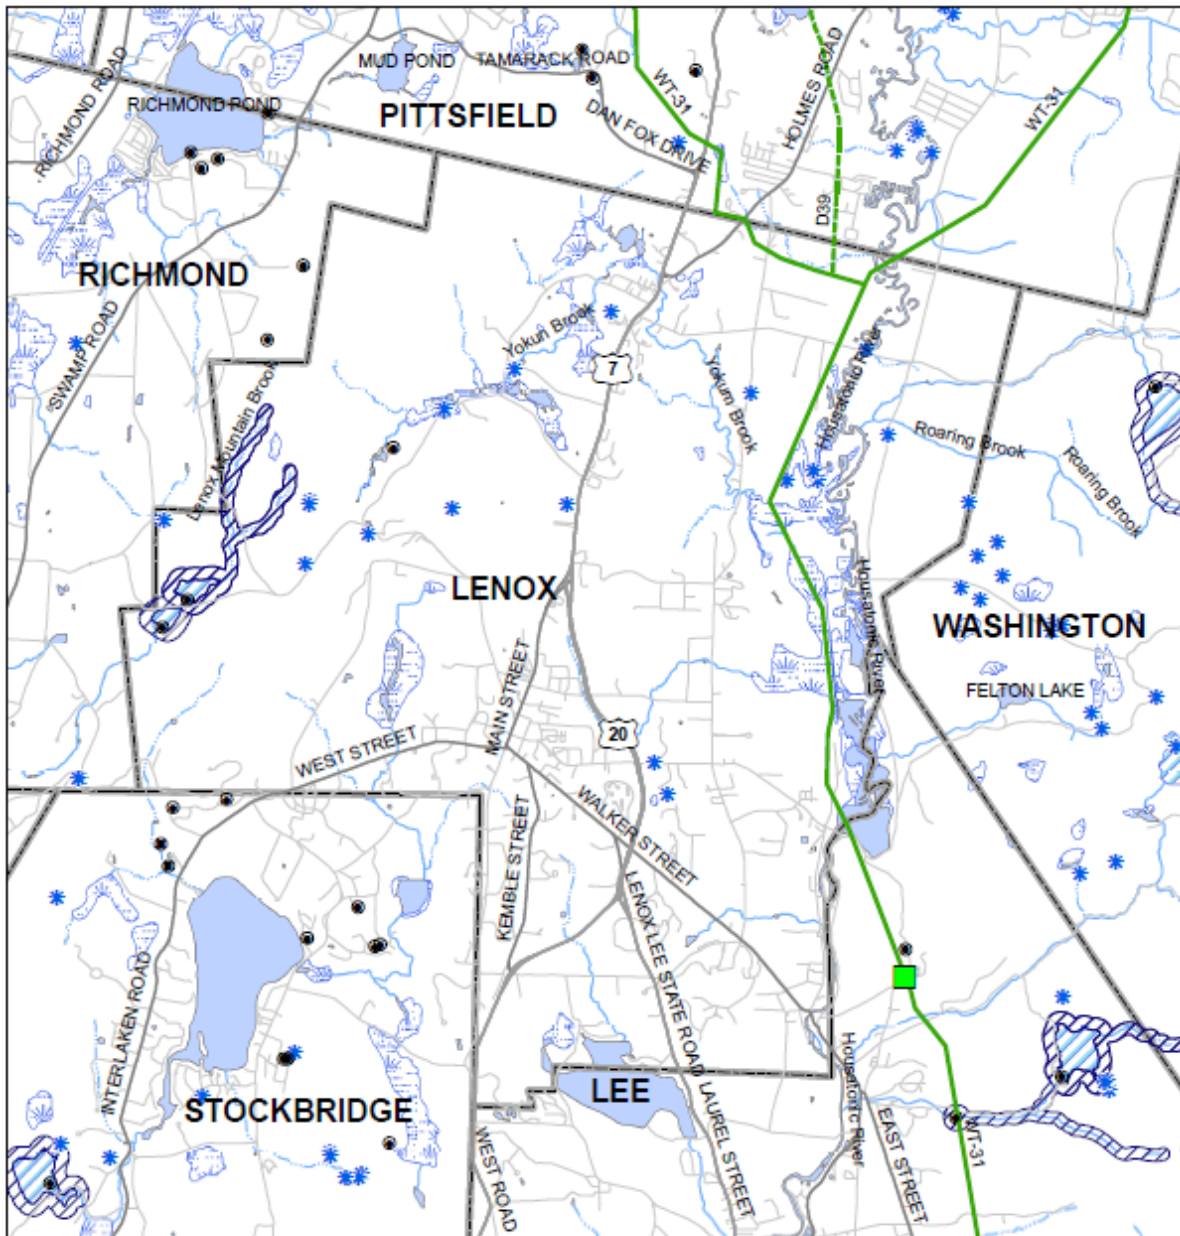 MUD POND
TAMARACK ROAD
RICHMOND ROAD
RICHMOND POND
PITTSFIELD
WT-31
DAN FOX DRIVE
HOLMES ROAD
WT-31
D39
RICHMOND
SWAMP ROAD
Yokun Brook
7
Yokum Brook
Housatonic River
Lenox Mountain Brook
Roaring Brook
Roaring Brook
LENOX
Housatonic River
WASHINGTON
FELTON LAKE
MAIN STREET
20
WEST STREET
WALKER STREET
KEMBLE STREET
LENOX LEE STATE ROAD
INTERLAKEN ROAD
LEE
Housatonic River
STOCKBRIDGE
LAUREL STREET
EAST STREET
WT-31
WEST ROAD